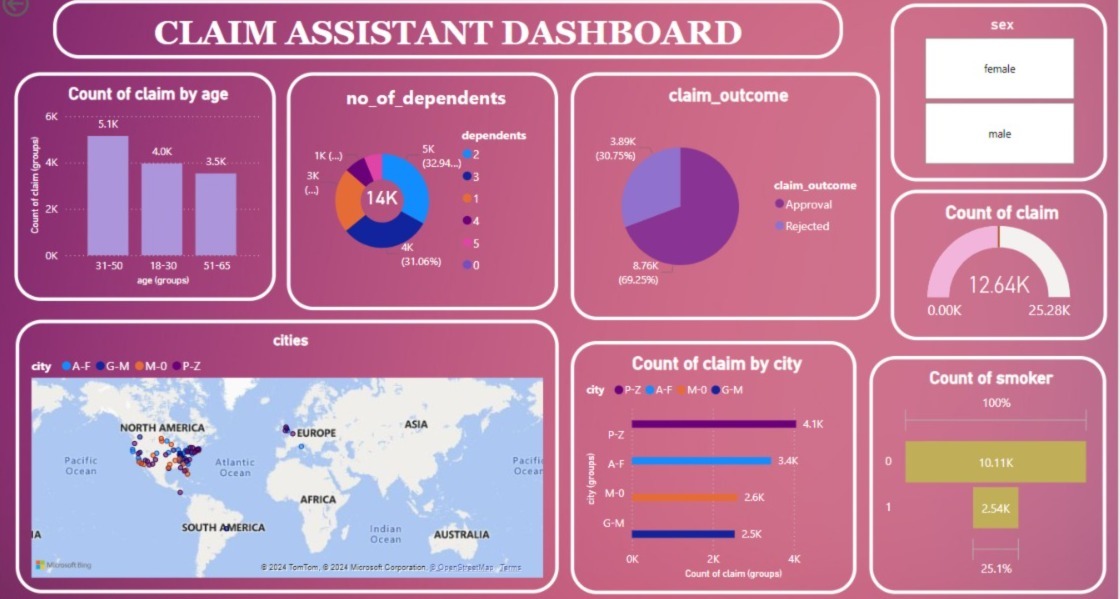 CLAIM ASSISTANT DASHBOARD
sex
female
male
Count of claim by age
Count of claim (groups)
6K
4K
2K
0K
5.1K
4.0K
3.5K
31-50 18-30 51-65
age (groups)
no_of_dependents
1K (...)
3K
(...)
14K
5K
(32.94...)
4K
(31.06%)
dependents
2
3
1
4
5
0
claim_outcome
3.89K
(30.75%)
8.76K
(69.25%)
claim_outcome
Approval
Rejected
Count of claim
12.64K
0.00K 25.28K
cities
city A-F G-M M-0 P-Z
NORTH AMERICA
EUROPE
ASIA
Pacific
Ocean
Atlantic
Ocean
Pacific
Ocean
AFRICA
SOUTH AMERICA
Indian
Ocean
AUSTRALIA
IA
Microsoft Bing
© 2024 TomTom, © 2024 Microsoft Corporation, © OpenStreetMap Terms
Count of claim by city
city P-Z A-F M-0 G-M
city (groups)
P-Z 4.1K
A-F 3.4K
M-0 2.6K
G-M 2.5K
0K 2K 4K
Count of claim (groups)
Count of smoker
100%
0 10.11K
1 2.54K
25.1%